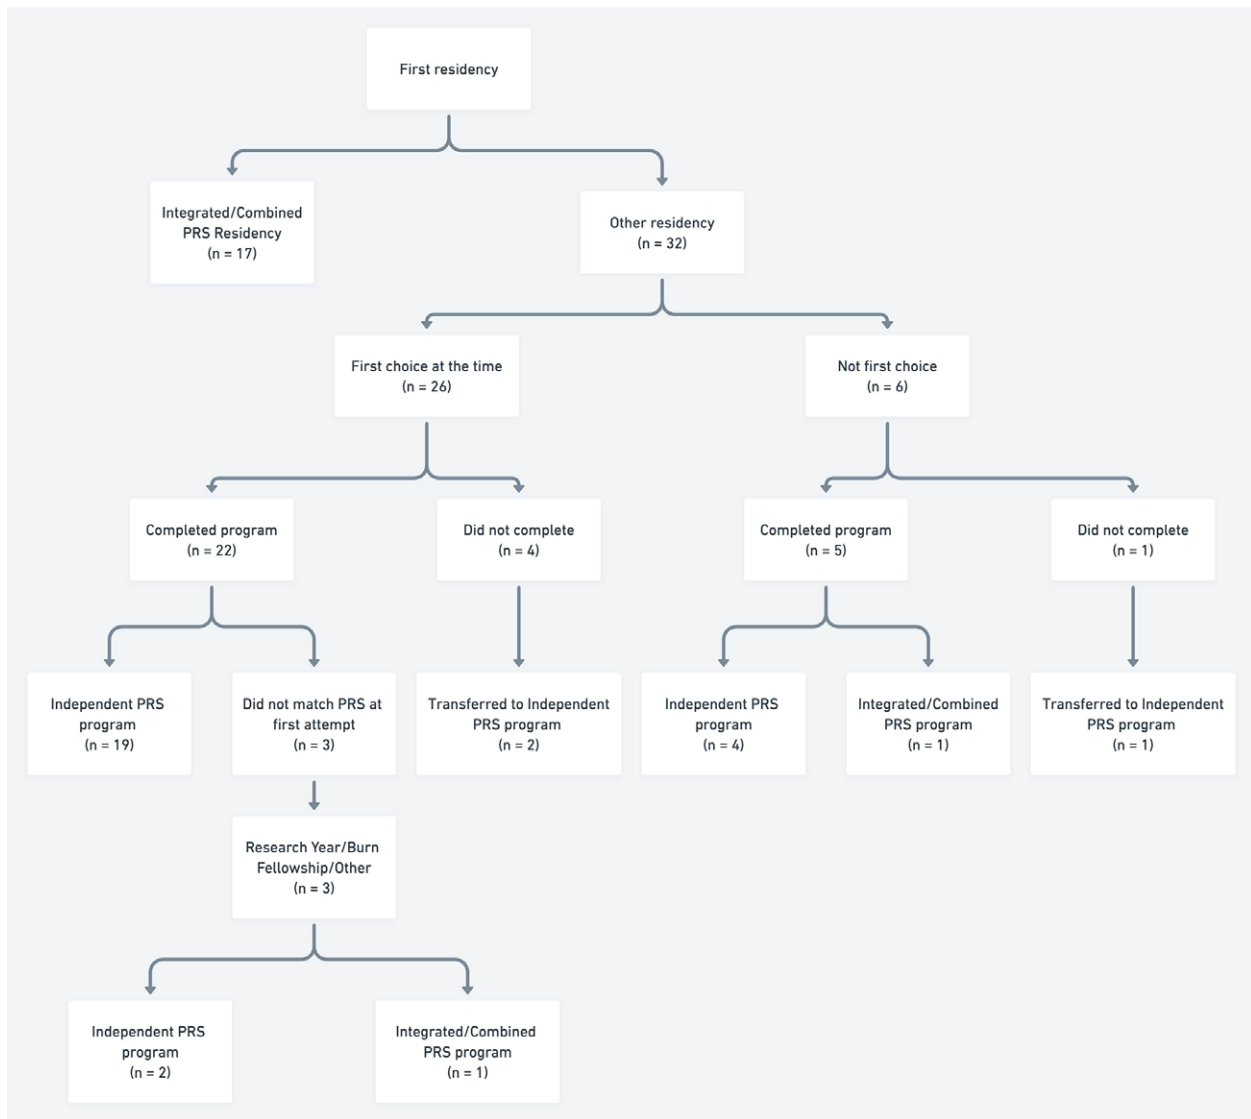 First residency
Integrated/Combined
PRS Residency
(n = 17)
Other residency
(n = 32)
First choice at the time
(n = 26)
Not first choice
(n = 6)
Completed program
(n = 22)
Did not complete
(n = 4)
Completed program
(n = 5)
Did not complete
(n = 1)
Independent PRS
program
(n = 19)
Did not match PRS at
first attempt
(n = 3)
Transferred to Independent
PRS program
(n = 2)
Independent PRS
program
(n = 4)
Integrated/Combined
PRS program
(n = 1)
Transferred to Independent
PRS program
(n = 1)
Research Year/Burn
Fellowship/Other
(n = 3)
Independent PRS
program
(n = 2)
Integrated/Combined
PRS program
(n = 1)